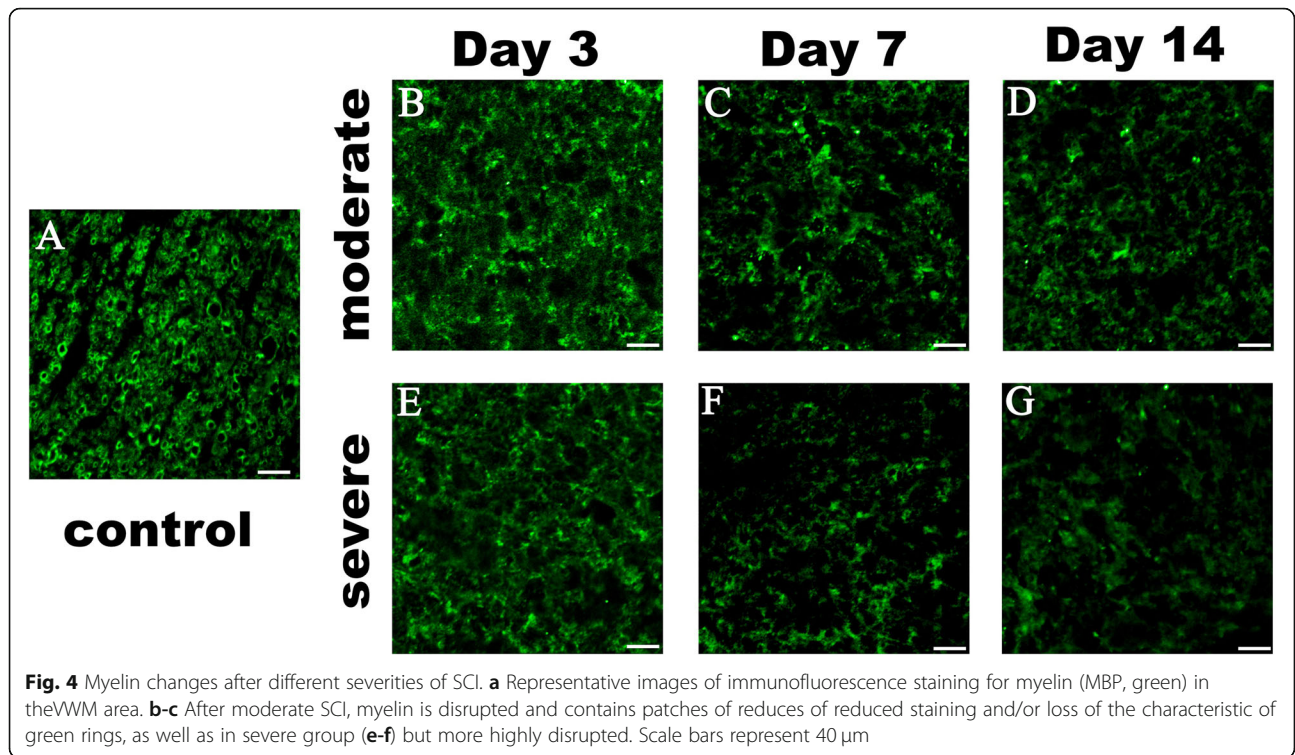 Day 3 Day 7 Day 14
moderate
B C D
A
control
severe
E F G
Fig. 4 Myelin changes after different severities of SCI. a Representative images of immunofluorescence staining for myelin (MBP, green) in
theVWM area. b-c After moderate SCI, myelin is disrupted and contains patches of reduces of reduced staining and/or loss of the characteristic of
green rings, as well as in severe group (e-f) but more highly disrupted. Scale bars represent 40 μm